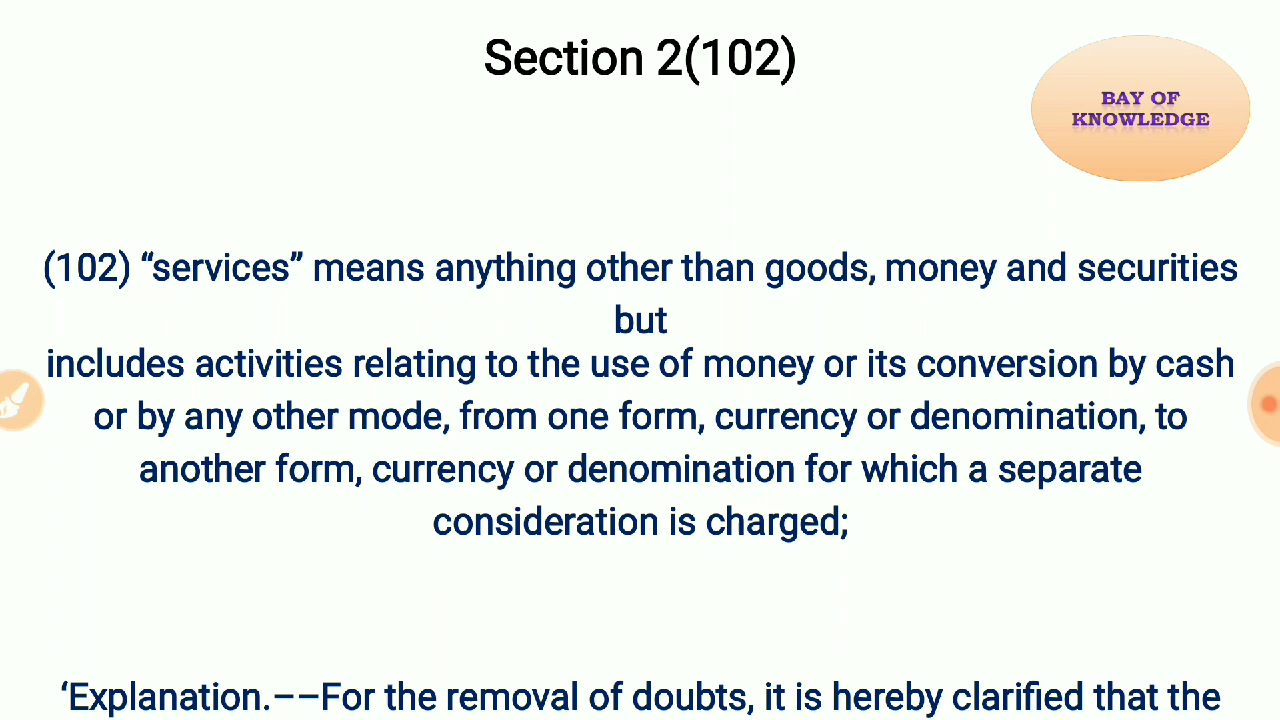 Section 2(102)
BAY OF
KNOWLEDGE
(102) “services” means anything other than goods, money and securities
but
includes activities relating to the use of money or its conversion by cash
or by any other mode, from one form, currency or denomination, to
another form, currency or denomination for which a separate
consideration is charged;
‘Explanation.––For the removal of doubts, it is hereby clarified that the